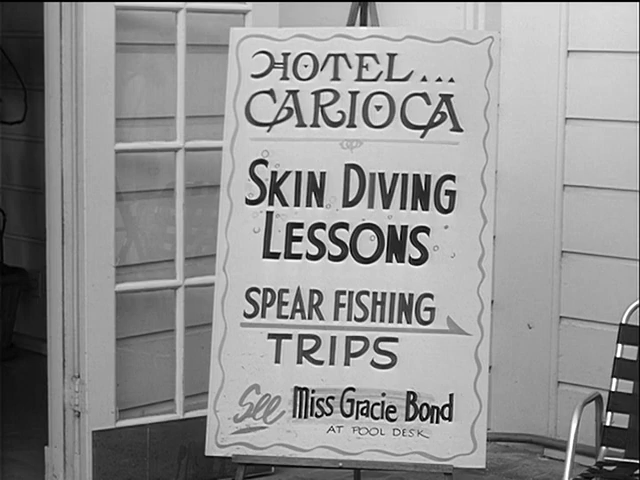 HOTEL...
CARIOCA
SKIN DIVING
LESSONS
SPEAR FISHING
TRIPS
See Miss Gracie Bond
AT POOL DESK